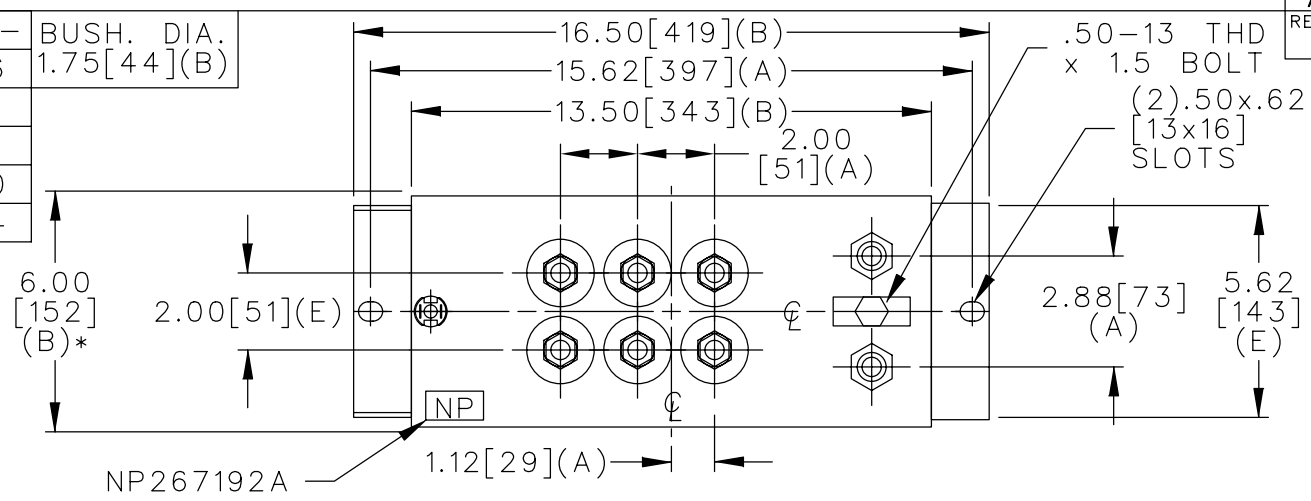 BUSH. DIA.
1.75[44](B)
16.50[419](B)
15.62[397](A)
13.50[343](B)
2.00
[51](A)
.50-13 THD
x 1.5 BOLT
(2).50x.62
[13x16]
SLOTS
6.00
[152]
(B)*
2.00[51](E)
2.88[73]
(A)
5.62
[143]
(E)
℄
℄
NP
1.12[29](A)
NP267192A